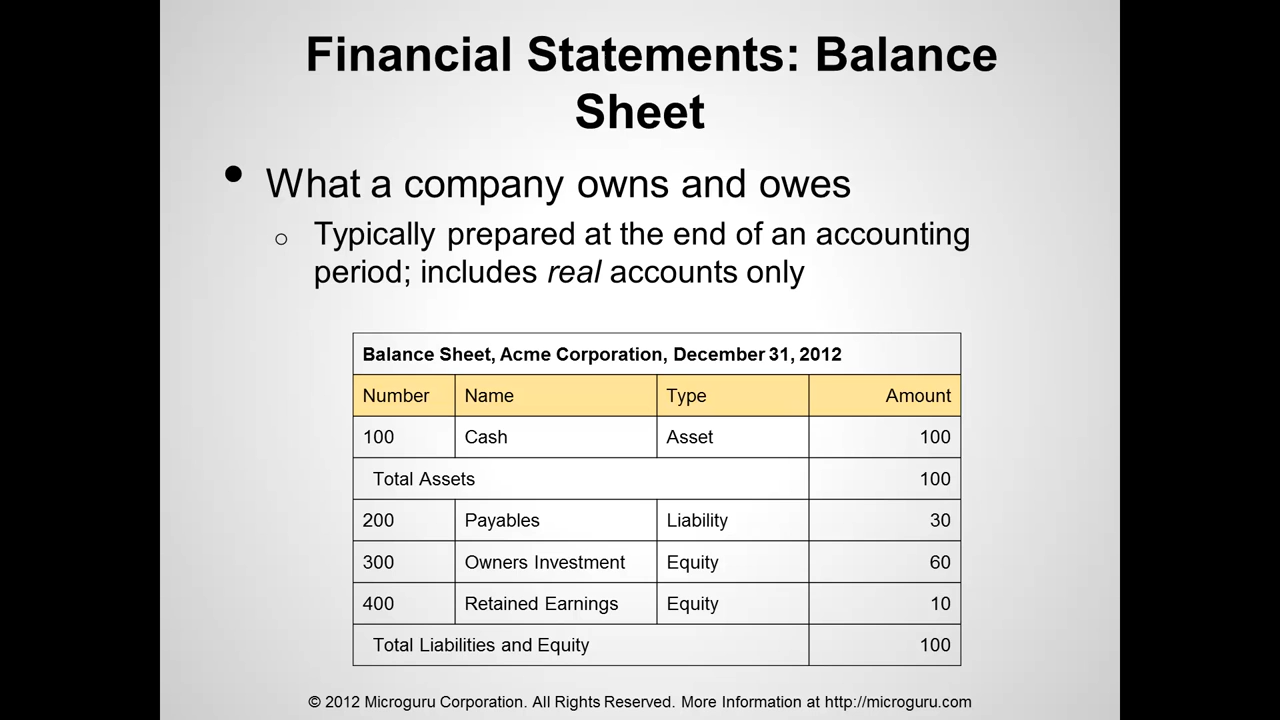 Financial Statements: Balance
Sheet
• What a company owns and owes
○ Typically prepared at the end of an accounting
period; includes real accounts only
Balance Sheet, Acme Corporation, December 31, 2012
Number Name Type Amount
100 Cash Asset 100
Total Assets 100
200 Payables Liability 30
300 Owners Investment Equity 60
400 Retained Earnings Equity 10
Total Liabilities and Equity 100
© 2012 Microguru Corporation. All Rights Reserved. More Information at http://microguru.com